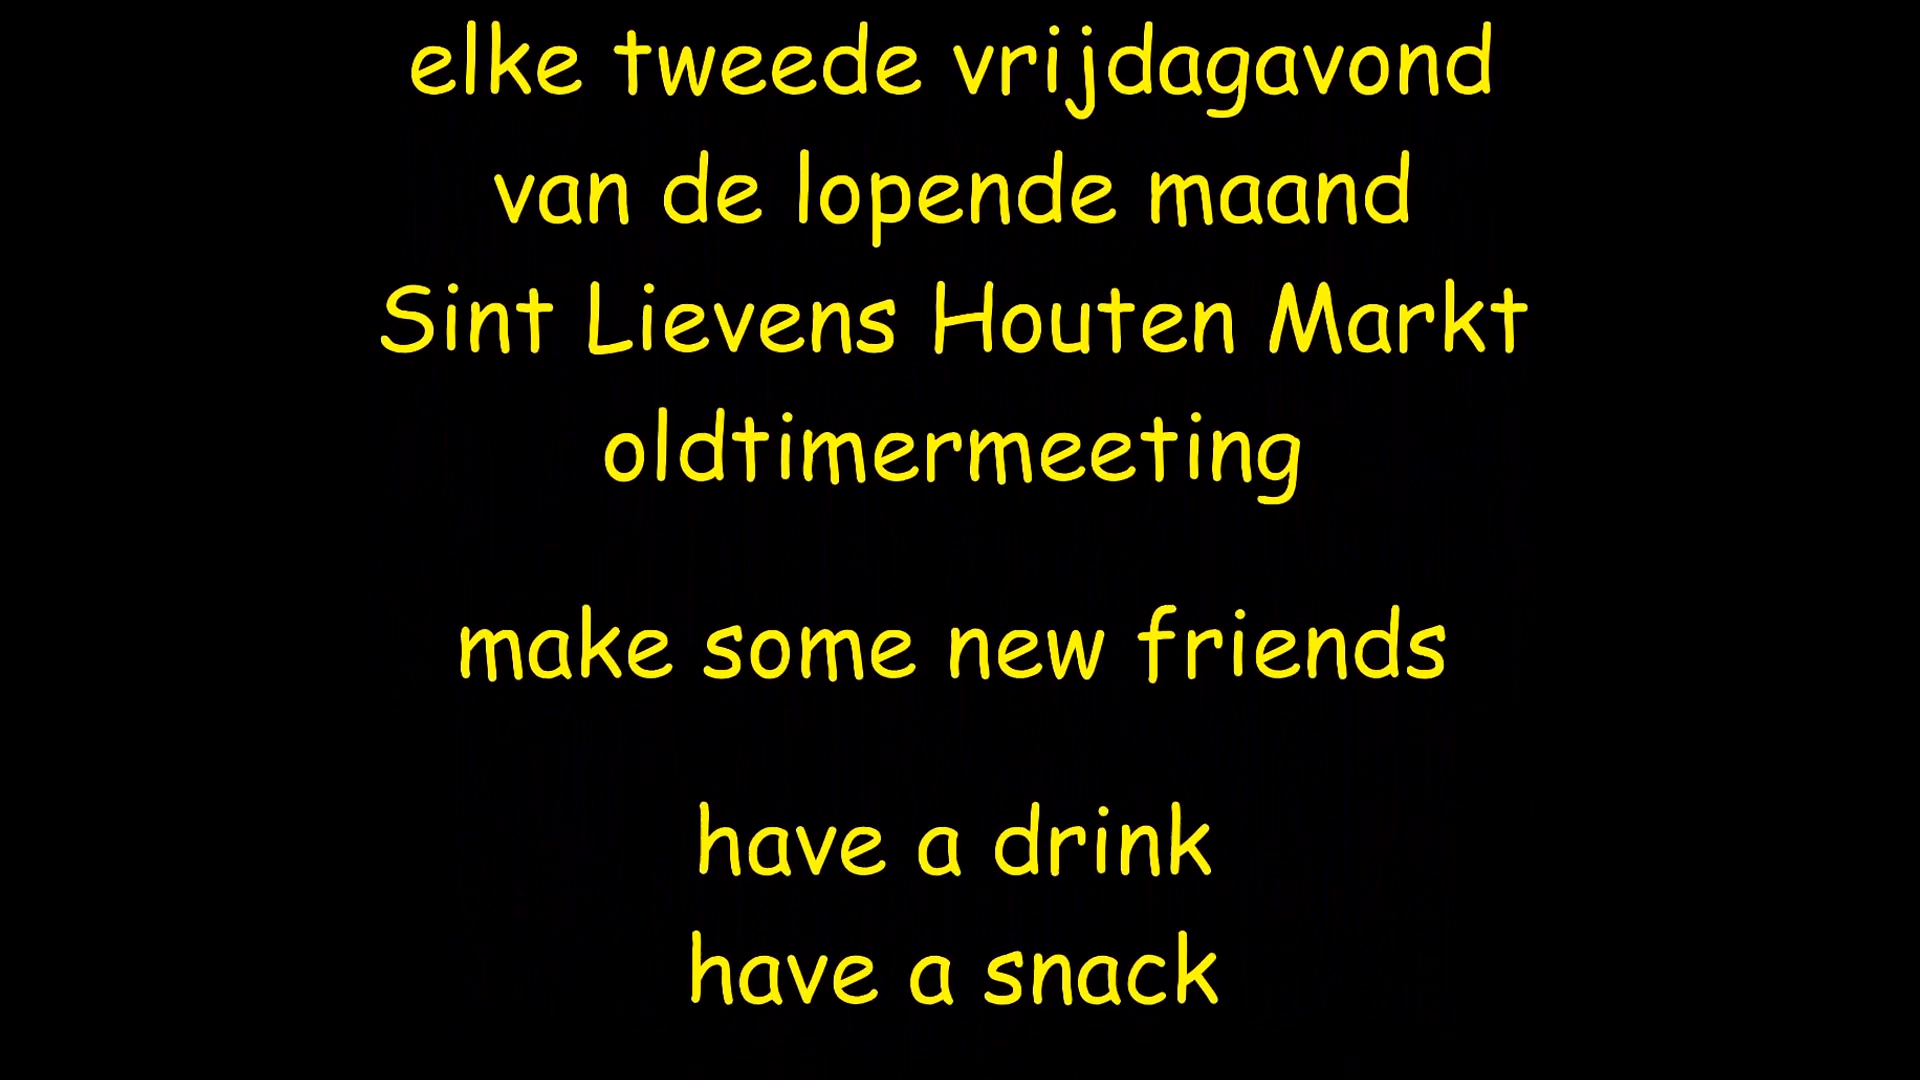 elke tweede vrijdagavond
van de lopende maand
Sint Lievens Houten Markt
oldtimermeeting
make some new friends
have a drink
have a snack